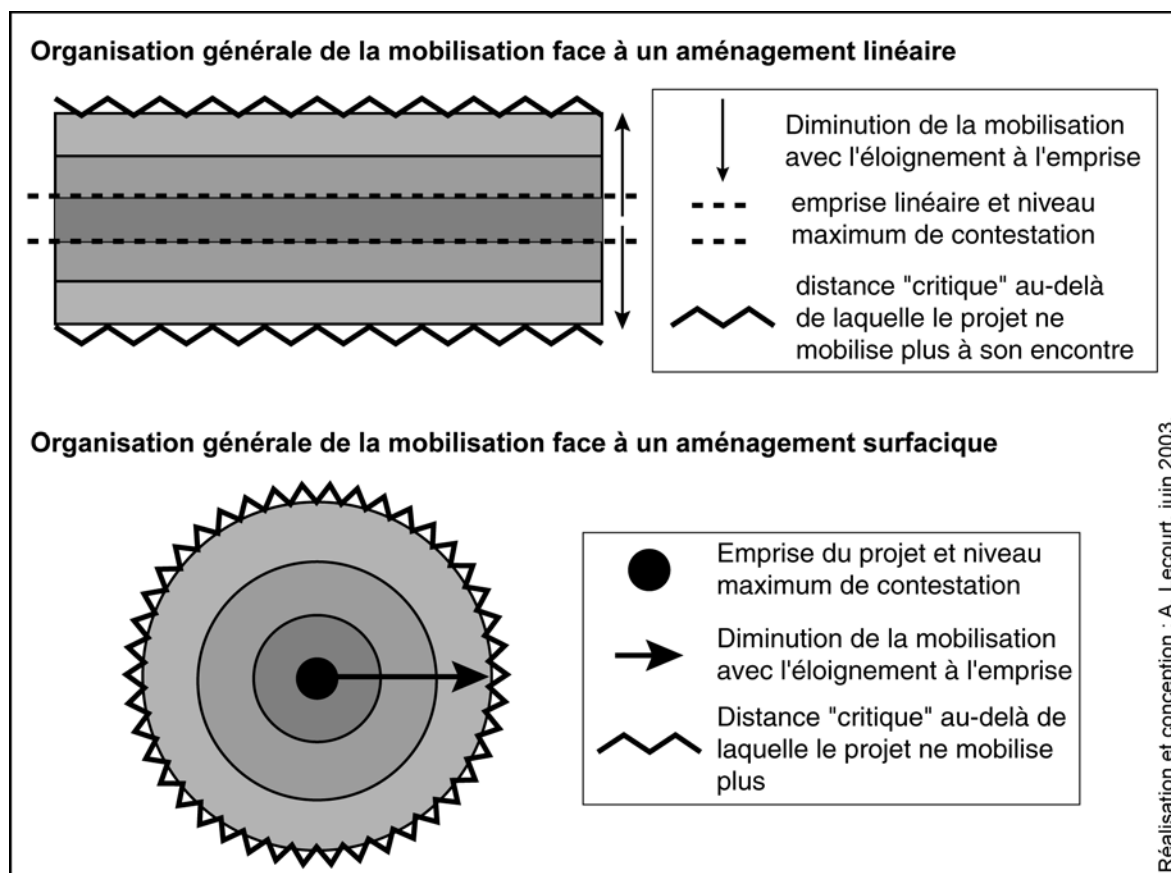 Organisation générale de la mobilisation face à un aménagement linéaire
Diminution de la mobilisation
avec l'éloignement à l'emprise
emprise linéaire et niveau
maximum de contestation
distance "critique" au-delà
de laquelle le projet ne
mobilise plus à son encontre
Organisation générale de la mobilisation face à un aménagement surfacique
Emprise du projet et niveau
maximum de contestation
Diminution de la mobilisation
avec l'éloignement à l'emprise
Distance "critique" au-delà de
laquelle le projet ne mobilise
plus
Réalisation et conception : A. Lecourt, juin 2003